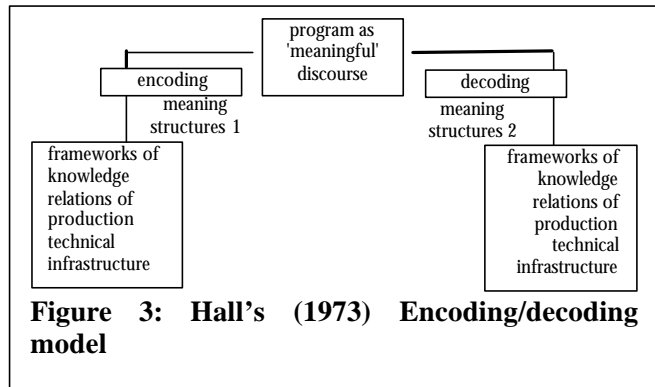 program as
'meaningful'
discourse
encoding
meaning
structures 1
frameworks of
knowledge
relations of
production
technical
infrastructure
decoding
meaning
structures 2
frameworks of
knowledge
relations of
production
technical
infrastructure
Figure 3: Hall's (1973) Encoding/decoding
model